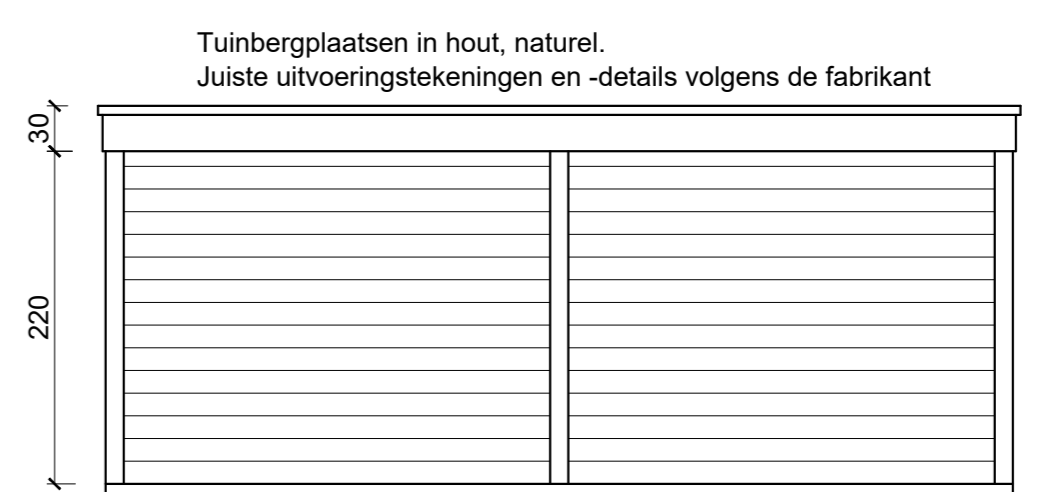 Tuinbergplaatsen in hout, naturel.
Juiste uitvoeringstekeningen en -details volgens de fabrikant
30
220